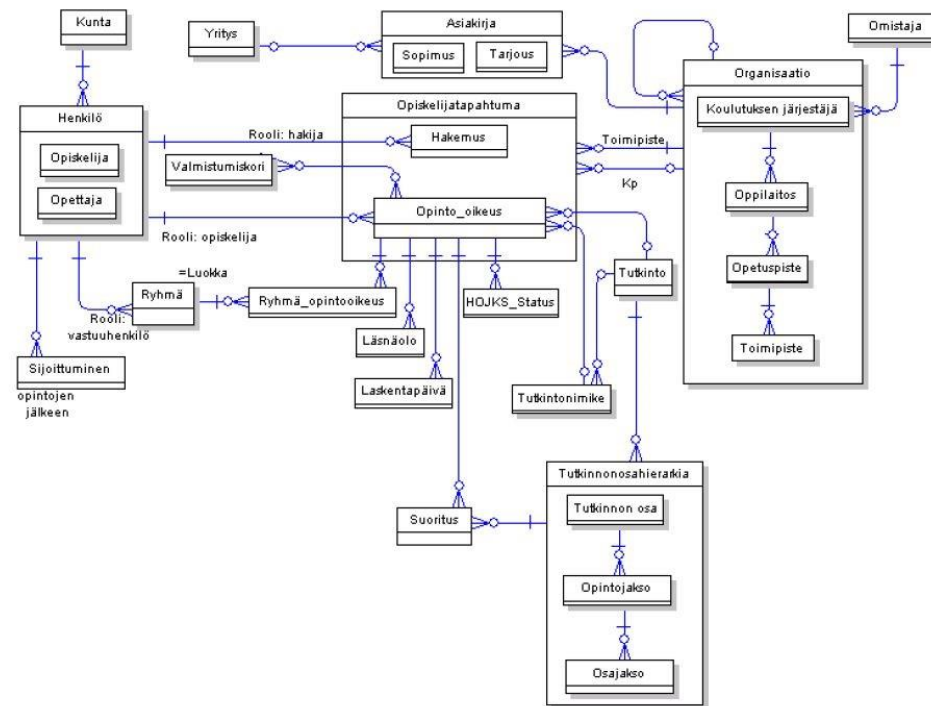 Kunta
Yritys
Asiakirja
Sopimus
Tarjous
Omistaja
Organisaatio
Koulutuksen järjestäjä
Oppilaitos
Opetuspiste
Toimipiste
Henkilö
Opiskelija
Opettaja
Opiskelijatapahtuma
Rooli: hakija
Hakemus
Toimipiste
Kp
Valmistumiskori
Opinto_oikeus
Rooli: opiskelija
=Luokka
Ryhmä
Ryhmä_opintooikeus
HOJKS_Status
Tutkinto
Rooli:
vastuuhenkilö
Läsnäolo
Sijoittuminen
opintojen
jälkeen
Laskentapäivä
Tutkintonimike
Tutkinnonosahierarkia
Suoritus
Tutkinnon osa
Opintojakso
Osajakso